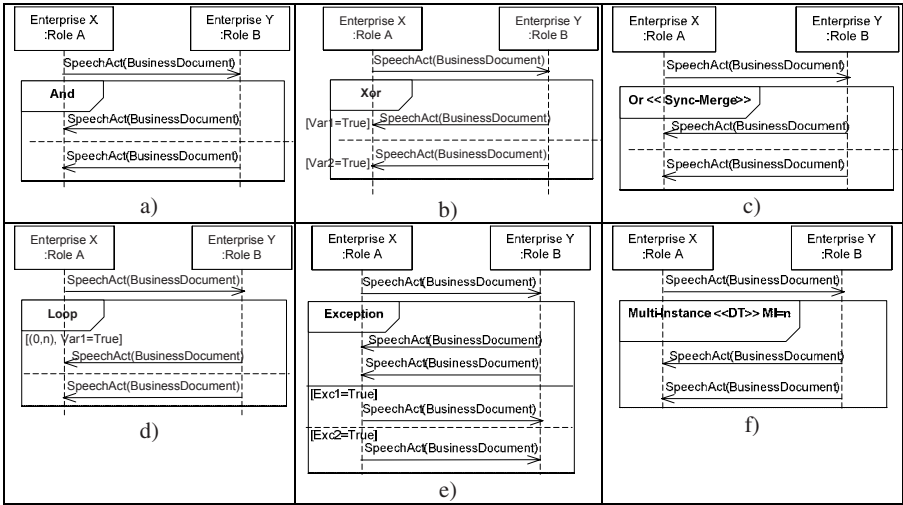 Enterprise X
:Role A
Enterprise Y
:Role B
SpeechAct(BusinessDocument)
And
SpeechAct(BusinessDocument)
SpeechAct(BusinessDocument)
a)
Enterprise X
:Role A
Enterprise Y
:Role B
SpeechAct(BusinessDocument)
Xor
[Var1=True]
SpeechAct(BusinessDocument)
[Var2=True]
SpeechAct(BusinessDocument)
b)
Enterprise X
:Role A
Enterprise Y
:Role B
SpeechAct(BusinessDocument)
Or << Sync-Merge>>
SpeechAct(BusinessDocument)
SpeechAct(BusinessDocument)
c)
Enterprise X
:Role A
Enterprise Y
:Role B
SpeechAct(BusinessDocument)
Loop
[(0,n), Var1=True]
SpeechAct(BusinessDocument)
SpeechAct(BusinessDocument)
d)
Enterprise X
:Role A
Enterprise Y
:Role B
SpeechAct(BusinessDocument)
Exception
SpeechAct(BusinessDocument)
SpeechAct(BusinessDocument)
[Exc1=True]
SpeechAct(BusinessDocument)
[Exc2=True]
SpeechAct(BusinessDocument)
e)
Enterprise X
:Role A
Enterprise Y
:Role B
SpeechAct(BusinessDocument)
Multi-Instance <<DT>> MI=n
SpeechAct(BusinessDocument)
SpeechAct(BusinessDocument)
f)